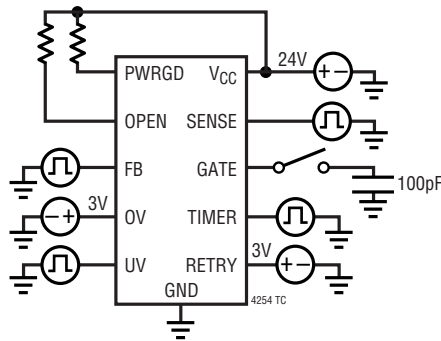 24V
PWRGD VCC
OPEN SENSE
FB GATE
100pF
3V OV TIMER
3V
UV RETRY
GND
4254 TC